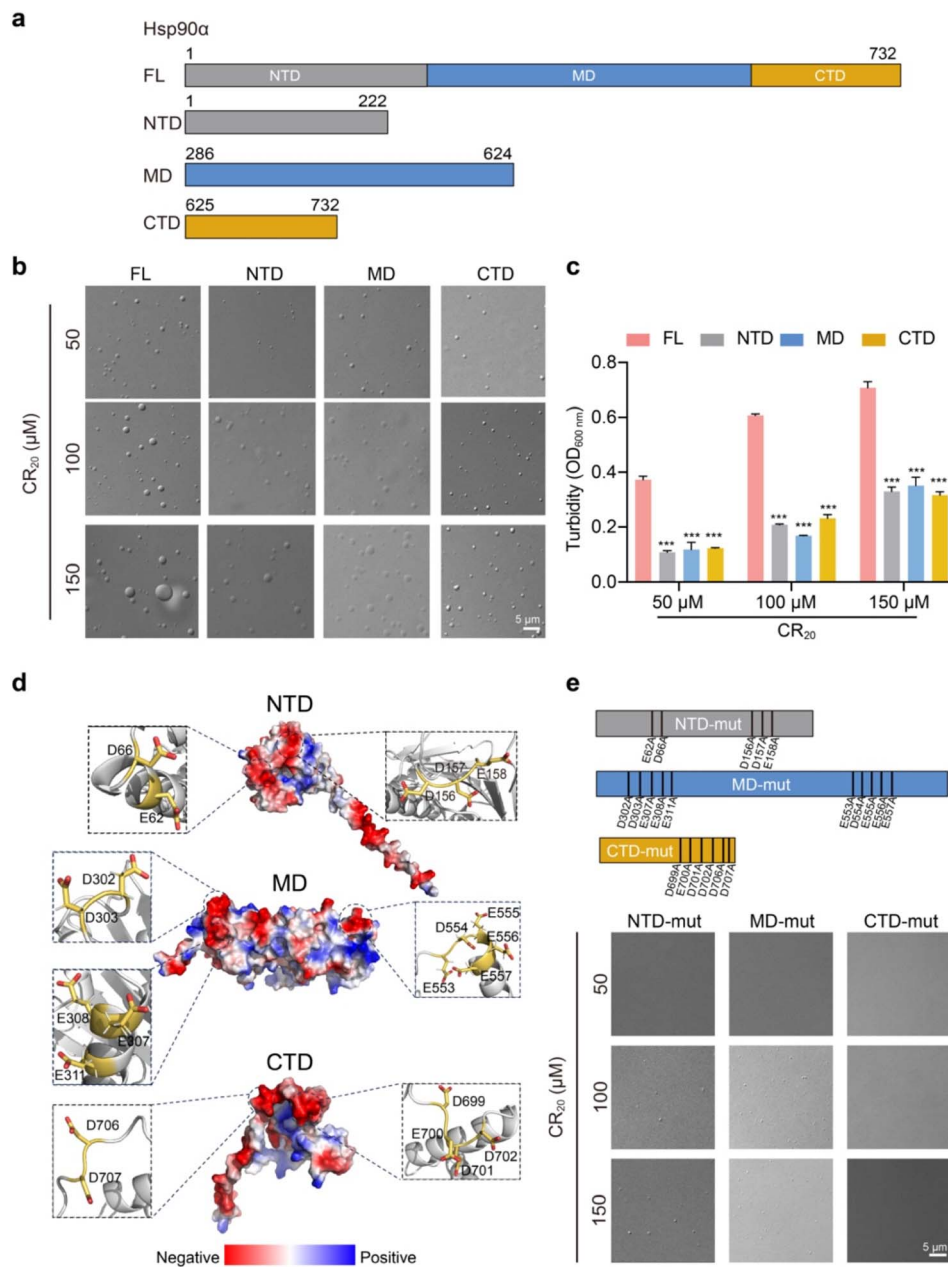 a
Hsp90α
1 732
FL NTD MD CTD
1 222
NTD
286 624
MD
625 732
CTD
b
FL NTD MD CTD
CR20 (µM)
50
100
150
5 µm
c
FL NTD MD CTD
Turbidity (OD600 nm)
0.8
0.6
0.4
0.2
0.0
*** *** ***
*** *** ***
*** *** ***
50 µM 100 µM 150 µM
CR20
d
NTD
D66
E62
D157
E158
D156
MD
D302
D303
E308
E307
E311
E555
D554
E556
E557
E553
CTD
D706
D707
D699
E700
D702
D701
Negative Positive
e
NTD-mut
E62A D66A D156A D157A E158A
MD-mut
D302A D303A E307A E308A E311A E553A D554A E555A E556A E557A
CTD-mut
D699A E700A D701A D702A D706A D707A
NTD-mut MD-mut CTD-mut
CR20 (µM)
50
100
150
5 µm